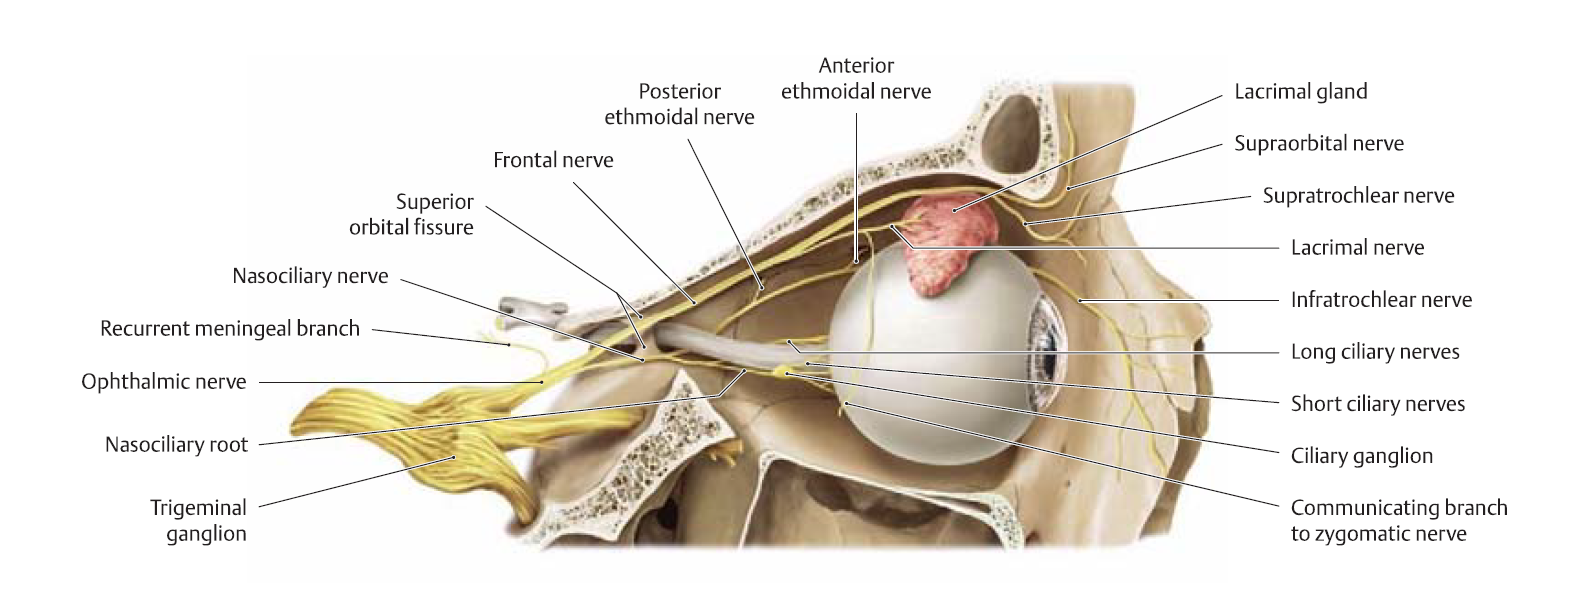 Anterior
ethmoidal nerve
Posterior
ethmoidal nerve
Frontal nerve
Superior
orbital fissure
Nasociliary nerve
Recurrent meningeal branch
Ophthalmic nerve
Nasociliary root
Trigeminal
ganglion
Lacrimal gland
Supraorbital nerve
Supratrochlear nerve
Lacrimal nerve
Infratrochlear nerve
Long ciliary nerves
Short ciliary nerves
Ciliary ganglion
Communicating branch
to zygomatic nerve